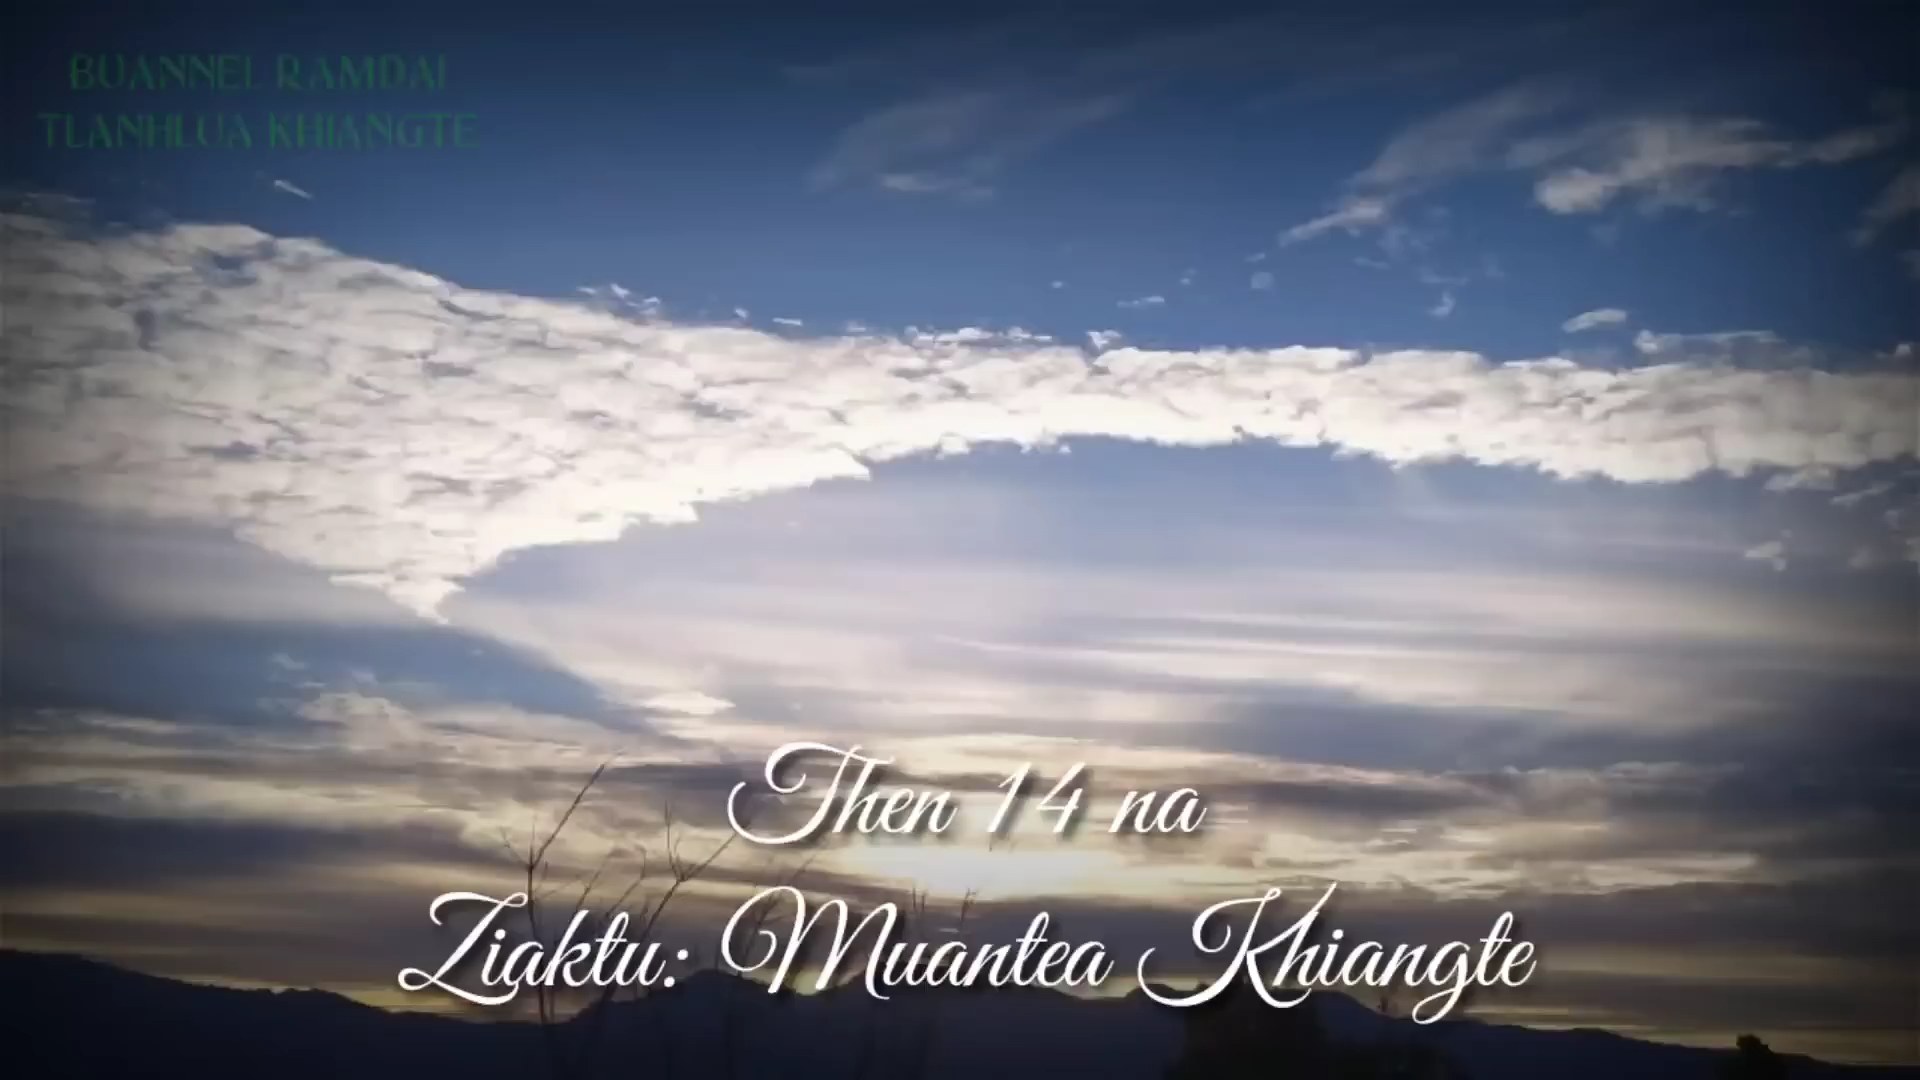 BUANNEL RAMDAI
TLANHLUA KHIANGTE
Then 14 na
Ziaktu: Muantea Khiangte